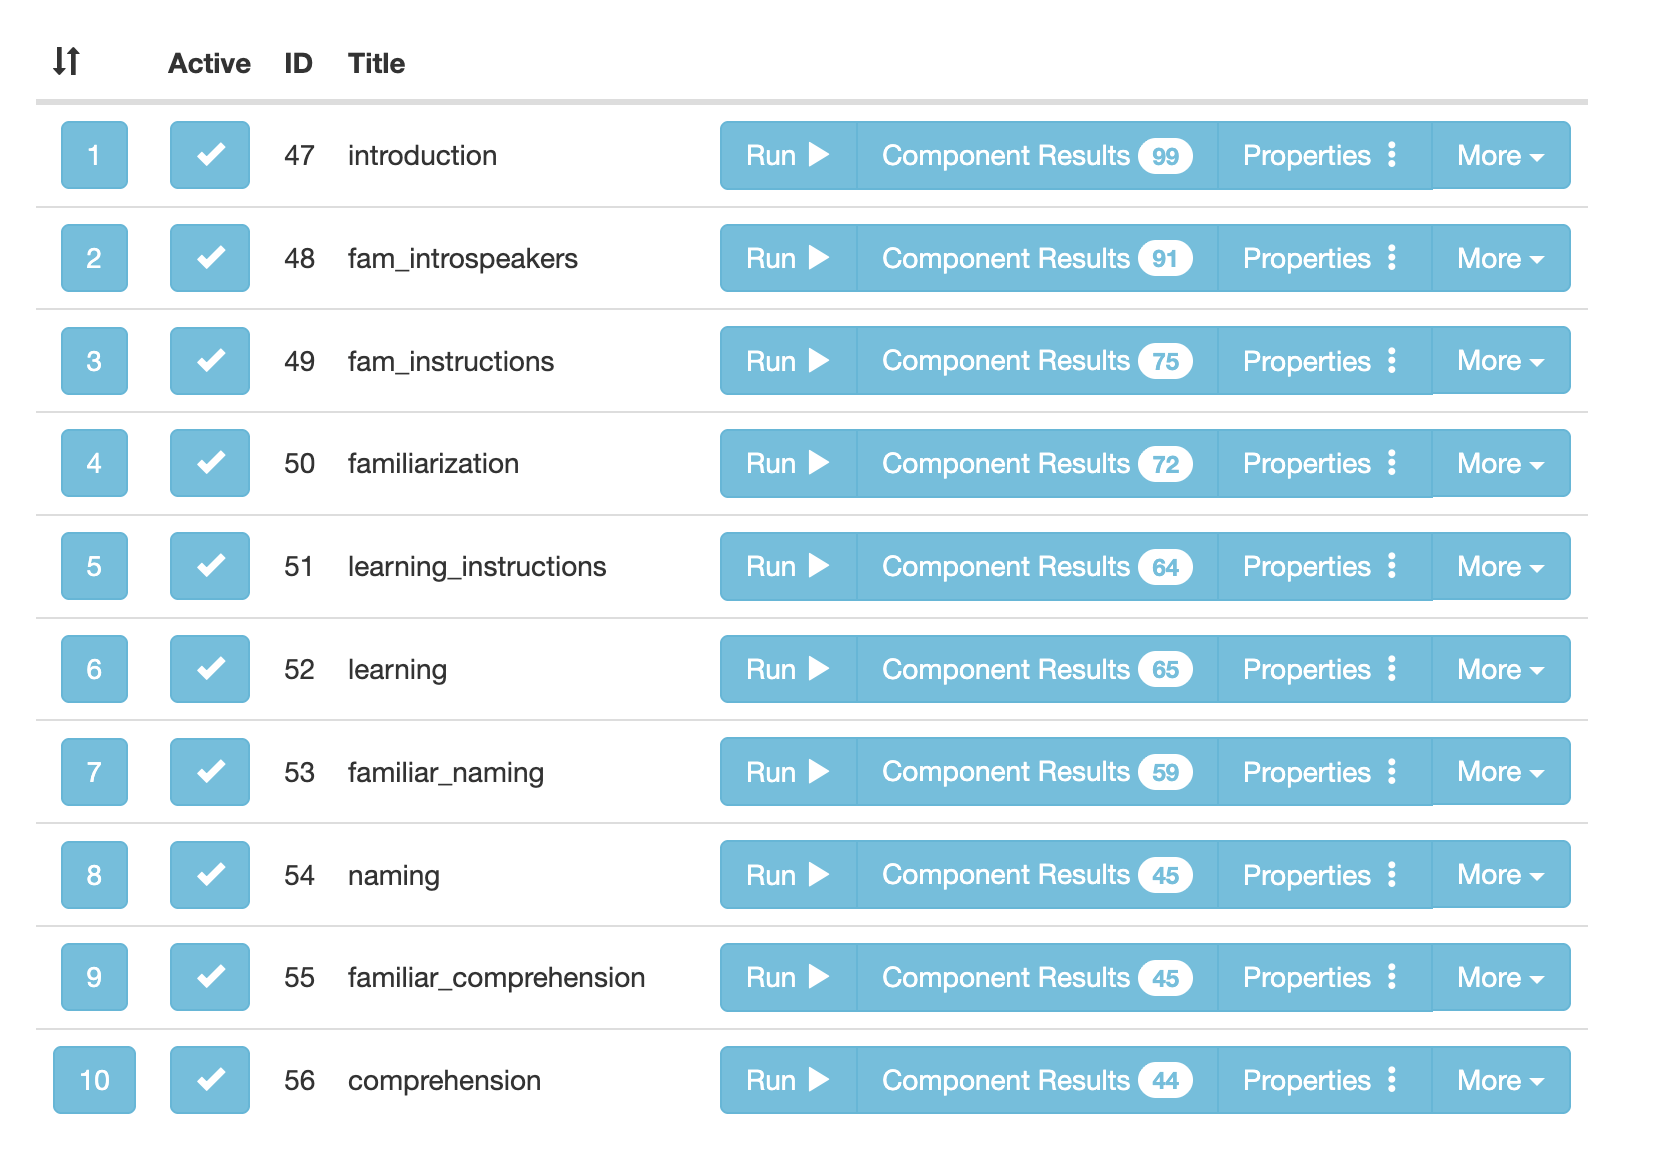 Active ID Title
1 47 introduction Run Component Results 99 Properties More
2 48 fam_introspeakers Run Component Results 91 Properties More
3 49 fam_instructions Run Component Results 75 Properties More
4 50 familiarization Run Component Results 72 Properties More
5 51 learning_instructions Run Component Results 64 Properties More
6 52 learning Run Component Results 65 Properties More
7 53 familiar_naming Run Component Results 59 Properties More
8 54 naming Run Component Results 45 Properties More
9 55 familiar_comprehension Run Component Results 45 Properties More
10 56 comprehension Run Component Results 44 Properties More